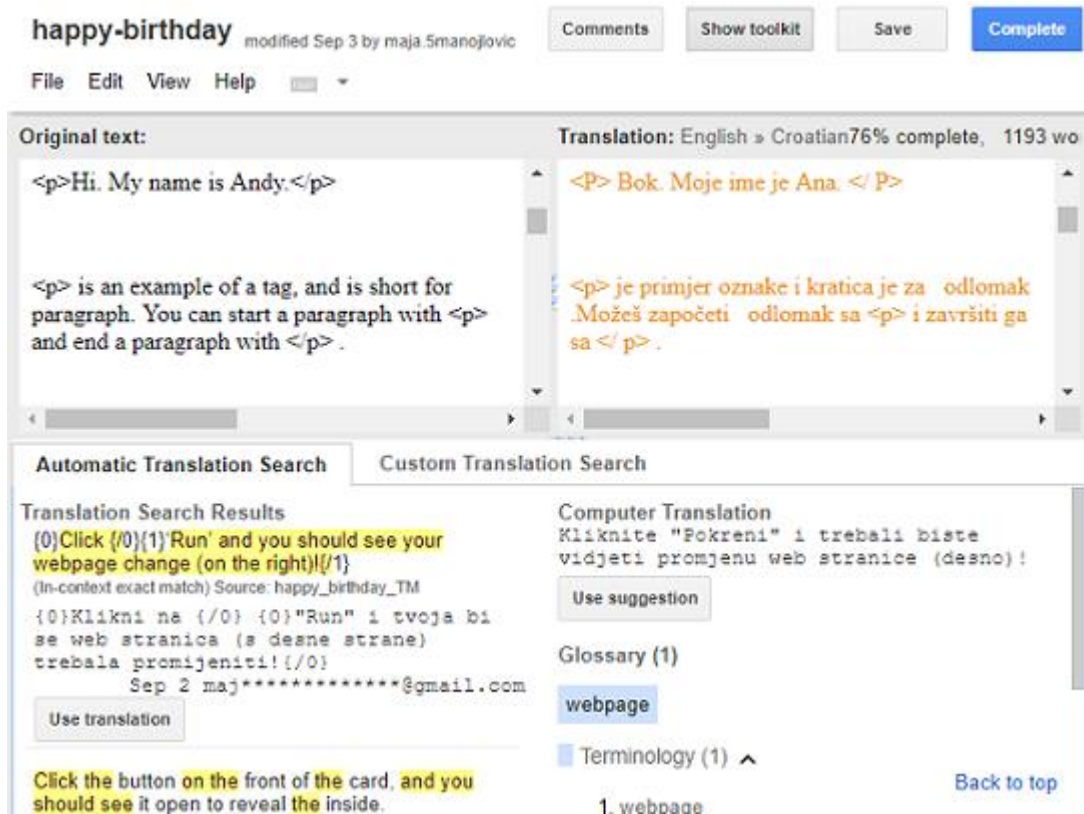 happy-birthday modified Sep 3 by maja.5manojlovic Comments Show toolkit Save Complete
File Edit View Help
Original text:
<p>Hi. My name is Andy.</p>
<p> is an example of a tag, and is short for
paragraph. You can start a paragraph with <p>
and end a paragraph with </p> .
Translation: English » Croatian76% complete, 1193 wo
<P> Bok. Moje ime je Ana. </ P>
<p> je primjer oznake i kratica je za odlomak
.Možeš započeti odlomak sa <p> i završiti ga
sa </ p> .
Automatic Translation Search Custom Translation Search
Translation Search Results
{0}Click {/0}{1}'Run' and you should see your
webpage change (on the right)!{/1}
(In-context exact match) Source: happy_birthday_TM
{0}Klikni na {/0} {0}"Run" i tvoja bi
se web stranica (s desne strane)
trebala promijeniti!{/0}
Sep 2 maj*************@gmail.com
Use translation
Click the button on the front of the card, and you
should see it open to reveal the inside.
Computer Translation
Kliknite "Pokreni" i trebali biste
vidjeti promjenu web stranice (desno)!
Use suggestion
Glossary (1)
webpage
Terminology (1)
Back to top
1. webpage